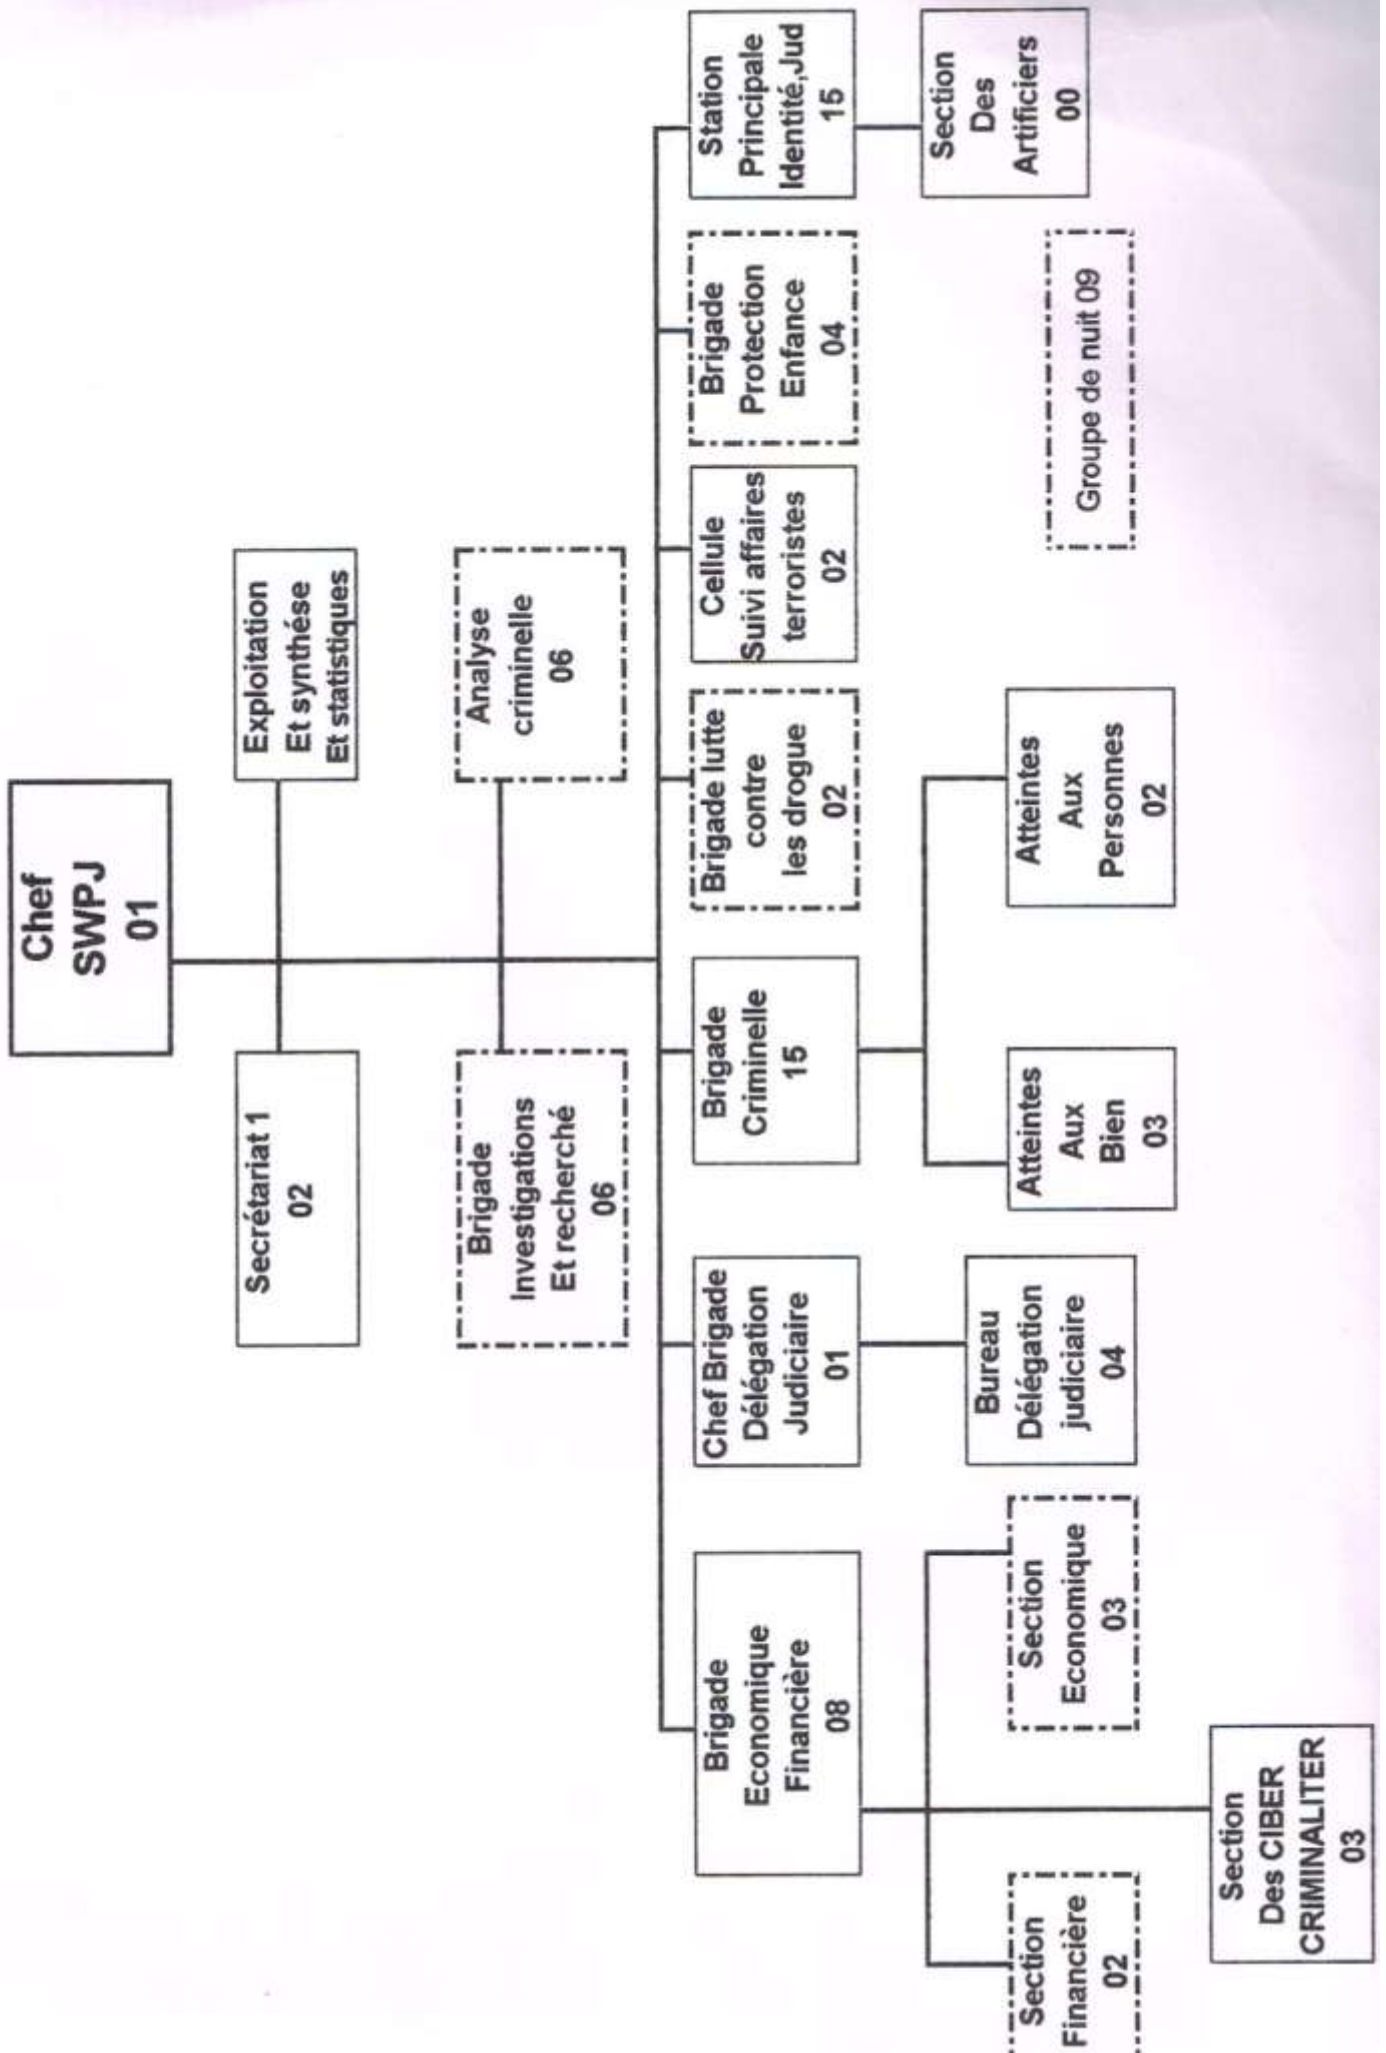 Chef
SWPJ
01
Secrétariat 1
02
Exploitation
Et synthése
Et statistiques
Brigade
Investigations
Et recherché
06
Analyse
criminelle
06
Brigade
Economique
Financière
08
Chef Brigade
Délégation
Judiciaire
01
Brigade
Criminelle
15
Brigade lutte
contre
les drogue
02
Cellule
Suivi affaires
terroristes
02
Brigade
Protection
Enfance
04
Station
Principale
Identité,Jud
15
Section
Financière
02
Section
Economique
03
Bureau
Délégation
judiciaire
04
Atteintes
Aux
Bien
03
Atteintes
Aux
Personnes
02
Groupe de nuit 09
Section
Des
Artificiers
00
Section
Des CIBER
CRIMINALITER
03